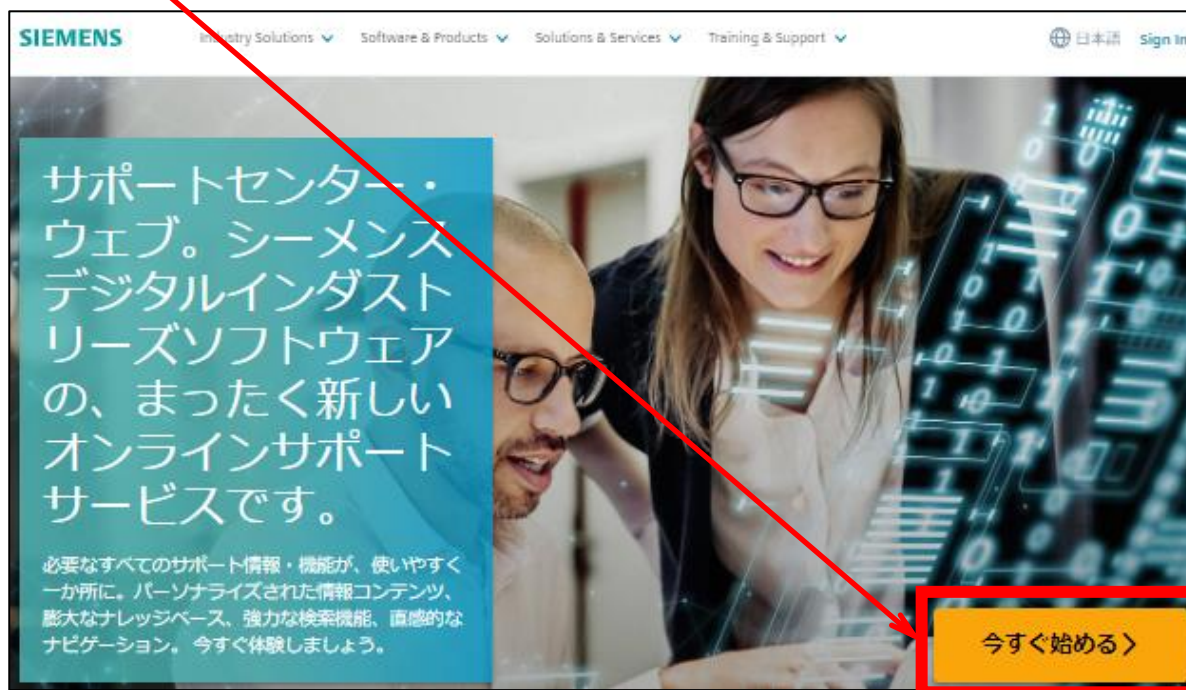 SIEMENS
Industry Solutions Software & Products Solutions & Services Training & Support 日本語 Sign In
サポートセンター・
ウェブ。シーメンス
デジタルインダスト
リーズソフトウェア
の、まったく新しい
オンラインサポート
サービスです。
必要なすべてのサポート情報・機能が、使いやすく
一か所に。パーソナライズされた情報コンテンツ、
膨大なナレッジベース、強力な検索機能、直感的な
ナビゲーション。 今すぐ体験しましょう。
今すぐ始める